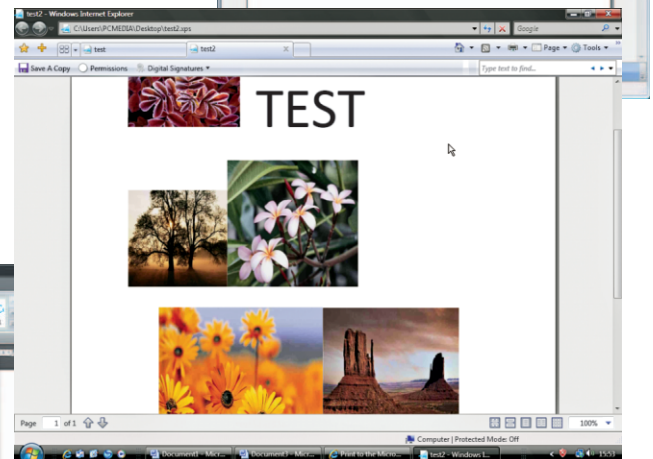 test2 - Windows Internet Explorer
C:\Users\PCMEDIA\Desktop\test2.xps
Google
test
test2
Page
Tools
Save A Copy
Permissions
Digital Signatures
Type text to find...
TEST
Page 1 of 1
100%
Computer | Protected Mode: Off
Document1 - Micr...
Document3 - Micr...
Print to the Micro...
test2 - Windows I...
15:53